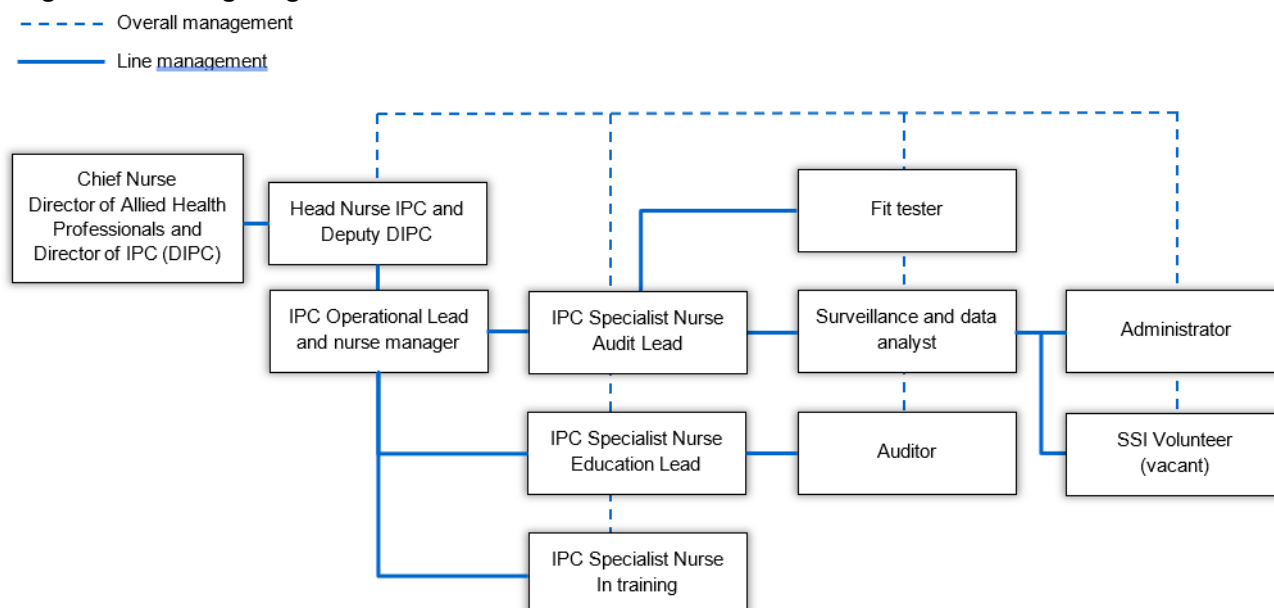 Overall management
Line management
Chief Nurse
Director of Allied Health
Professionals and
Director of IPC (DIPC)
Head Nurse IPC and
Deputy DIPC
Fit tester
IPC Operational Lead
and nurse manager
IPC Specialist Nurse
Audit Lead
Surveillance and data
analyst
Administrator
IPC Specialist Nurse
Education Lead
Auditor
SSI Volunteer
(vacant)
IPC Specialist Nurse
In training